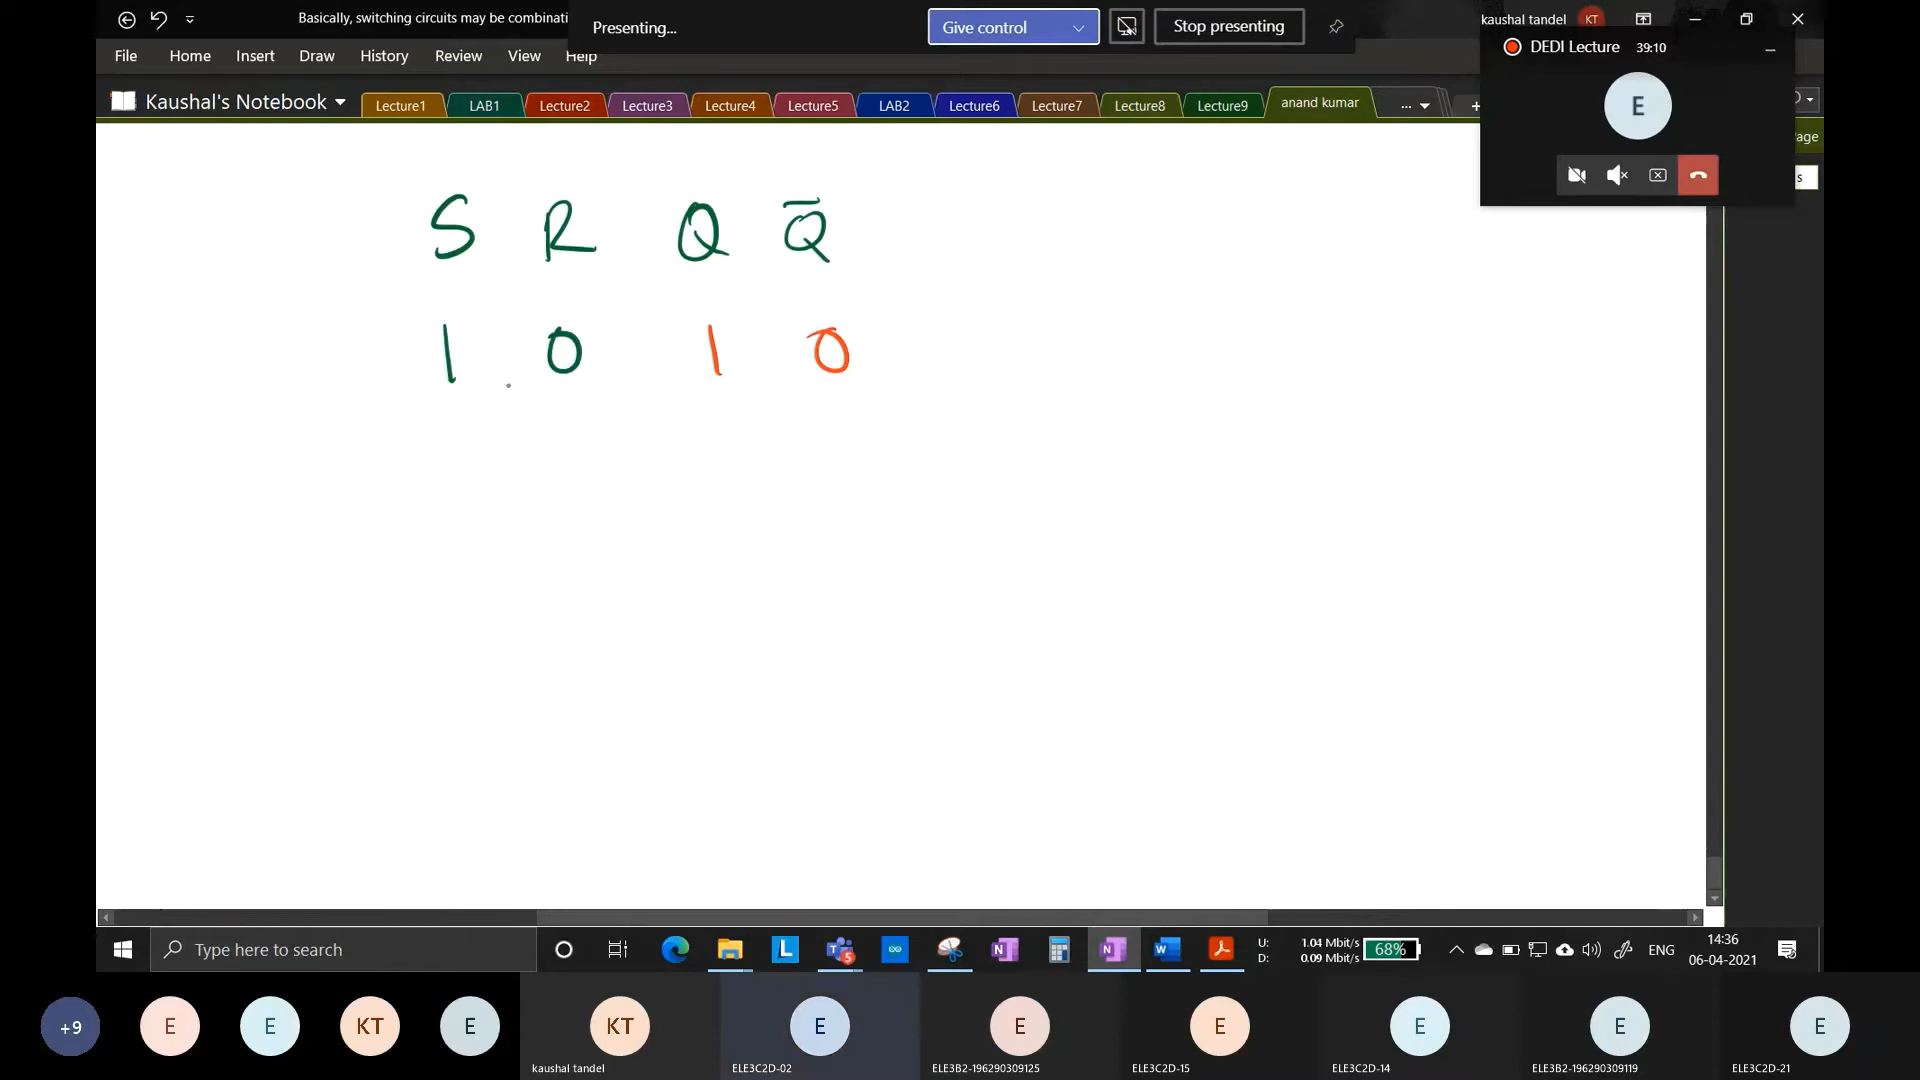 Basically, switching circuits may be combinati
Presenting...
Give control
Stop presenting
kaushal tandel KT
DEDI Lecture 39:10
File Home Insert Draw History Review View Help
E
Kaushal's Notebook Lecture1 LAB1 Lecture2 Lecture3 Lecture4 Lecture5 LAB2 Lecture6 Lecture7 Lecture8 Lecture9 anand kumar ... +
age
s
S R Q Q̄
1 0 1 0
Type here to search
L
5
N
N
W
U: 1.04 Mbit/s
D: 0.09 Mbit/s
68%
ENG
14:36
06-04-2021
+9 E E KT E KT E E E E E E
kaushal tandel ELE3C2D-02 ELE3B2-196290309125 ELE3C2D-15 ELE3C2D-14 ELE3B2-196290309119 ELE3C2D-21